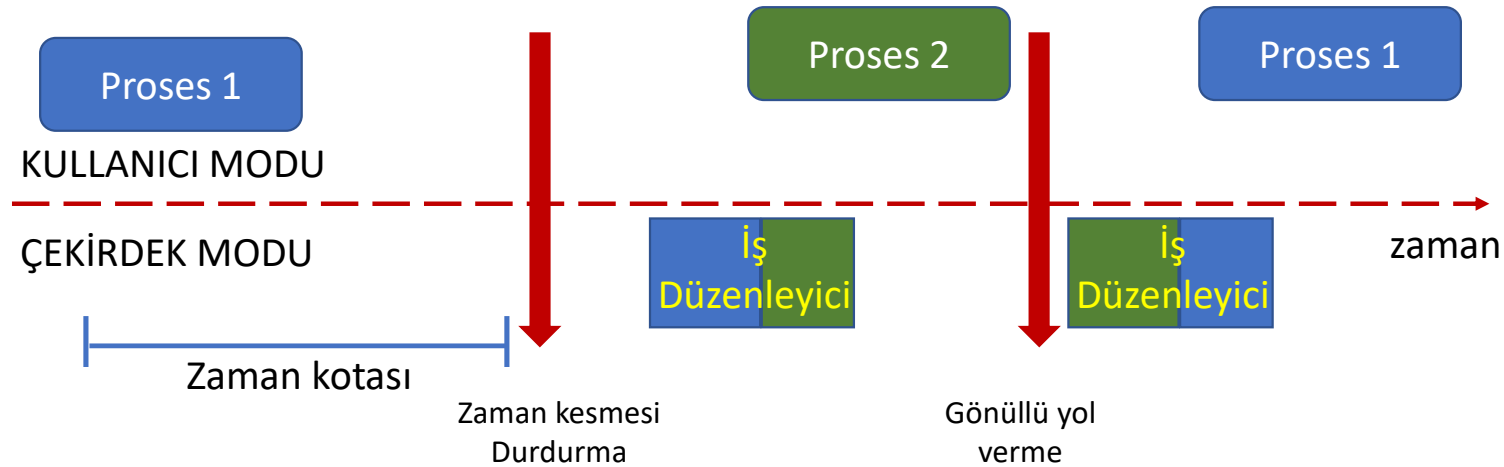 Proses 1
Proses 2
Proses 1
KULLANICI MODU
ÇEKİRDEK MODU
zaman
İş
Düzenleyici
İş
Düzenleyici
Zaman kotası
Zaman kesmesi
Durdurma
Gönüllü yol
verme